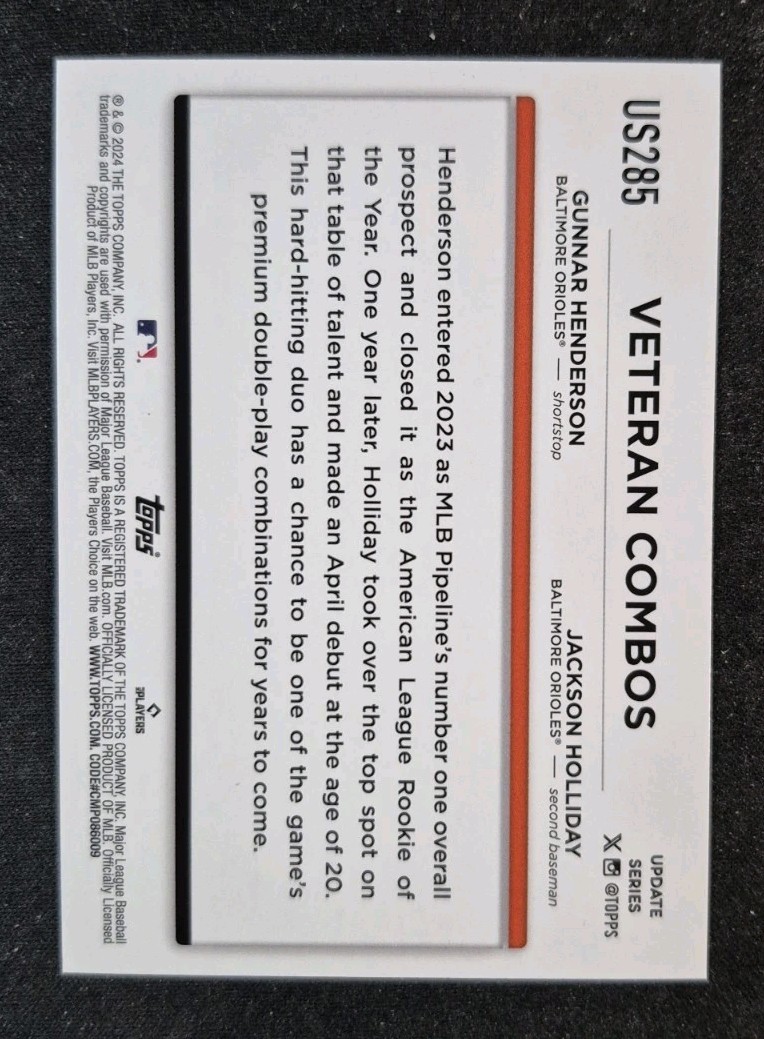 US285
VETERAN COMBOS
UPDATE
SERIES
X @TOPPS
GUNNAR HENDERSON
BALTIMORE ORIOLES® — shortstop
JACKSON HOLLIDAY
BALTIMORE ORIOLES® — second baseman
Henderson entered 2023 as MLB Pipeline's number one overall
prospect and closed it as the American League Rookie of
the Year. One year later, Holliday took over the top spot on
that table of talent and made an April debut at the age of 20.
This hard-hitting duo has a chance to be one of the game's
premium double-play combinations for years to come.
topps®
PLAYERS
® & © 2024 THE TOPPS COMPANY, INC. ALL RIGHTS RESERVED. TOPPS IS A REGISTERED TRADEMARK OF THE TOPPS COMPANY, INC. Major League Baseball
trademarks and copyrights are used with permission of Major League Baseball. Visit MLB.com. OFFICIALLY LICENSED PRODUCT OF MLB. Officially Licensed
Product of MLB Players, Inc. Visit MLBPLAYERS.COM, the Players Choice on the web. WWW.TOPPS.COM. CODE#CMP086009